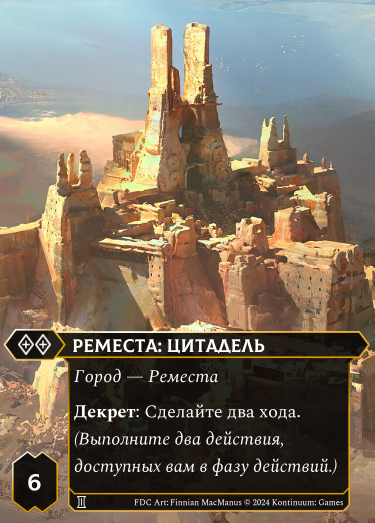 РЕМЕСТА: ЦИТАДЕЛЬ
Город — Реместа
Декрет: Сделайте два хода.
(Выполните два действия,
доступных вам в фазу действий.)
6
III
FDC Art: Finnian MacManus © 2024 Kontinuum: Games